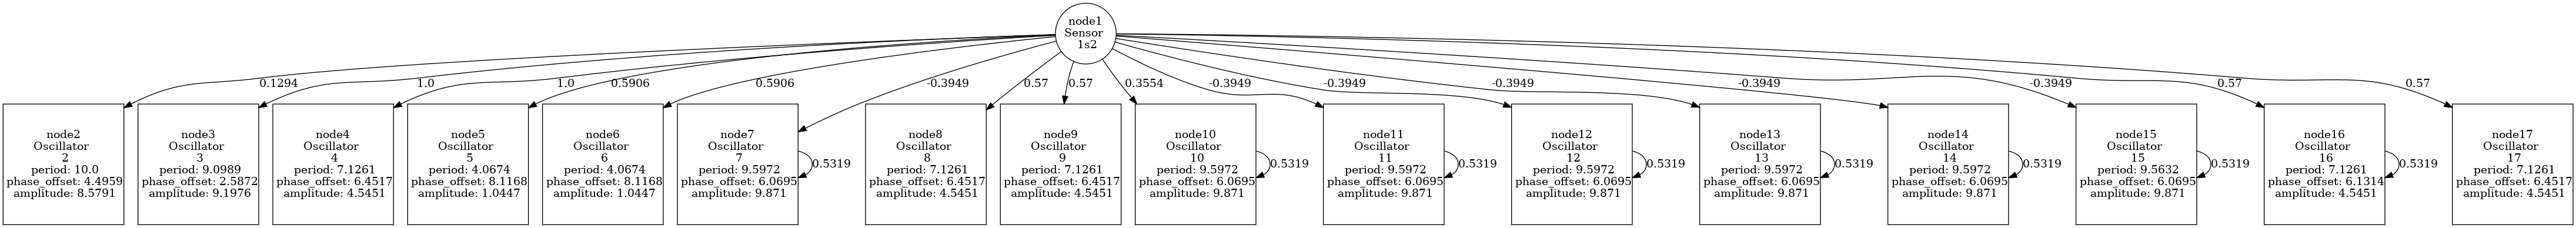 node1
Sensor
1s2
0.1294
1.0
1.0
0.5906
0.5906
-0.3949
0.57
0.57
0.3554
-0.3949
-0.3949
-0.3949
-0.3949
-0.3949
0.57
0.57
node2
Oscillator
2
period: 10.0
phase_offset: 4.4959
amplitude: 8.5791
node3
Oscillator
3
period: 9.0989
phase_offset: 2.5872
amplitude: 9.1976
node4
Oscillator
4
period: 7.1261
phase_offset: 6.4517
amplitude: 4.5451
node5
Oscillator
5
period: 4.0674
phase_offset: 8.1168
amplitude: 1.0447
node6
Oscillator
6
period: 4.0674
phase_offset: 8.1168
amplitude: 1.0447
node7
Oscillator
7
period: 9.5972
phase_offset: 6.0695
amplitude: 9.871
0.5319
node8
Oscillator
8
period: 7.1261
phase_offset: 6.4517
amplitude: 4.5451
node9
Oscillator
9
period: 7.1261
phase_offset: 6.4517
amplitude: 4.5451
node10
Oscillator
10
period: 9.5972
phase_offset: 6.0695
amplitude: 9.871
0.5319
node11
Oscillator
11
period: 9.5972
phase_offset: 6.0695
amplitude: 9.871
0.5319
node12
Oscillator
12
period: 9.5972
phase_offset: 6.0695
amplitude: 9.871
0.5319
node13
Oscillator
13
period: 9.5972
phase_offset: 6.0695
amplitude: 9.871
0.5319
node14
Oscillator
14
period: 9.5972
phase_offset: 6.0695
amplitude: 9.871
0.5319
node15
Oscillator
15
period: 9.5632
phase_offset: 6.0695
amplitude: 9.871
0.5319
node16
Oscillator
16
period: 7.1261
phase_offset: 6.1314
amplitude: 4.5451
0.5319
node17
Oscillator
17
period: 7.1261
phase_offset: 6.4517
amplitude: 4.5451